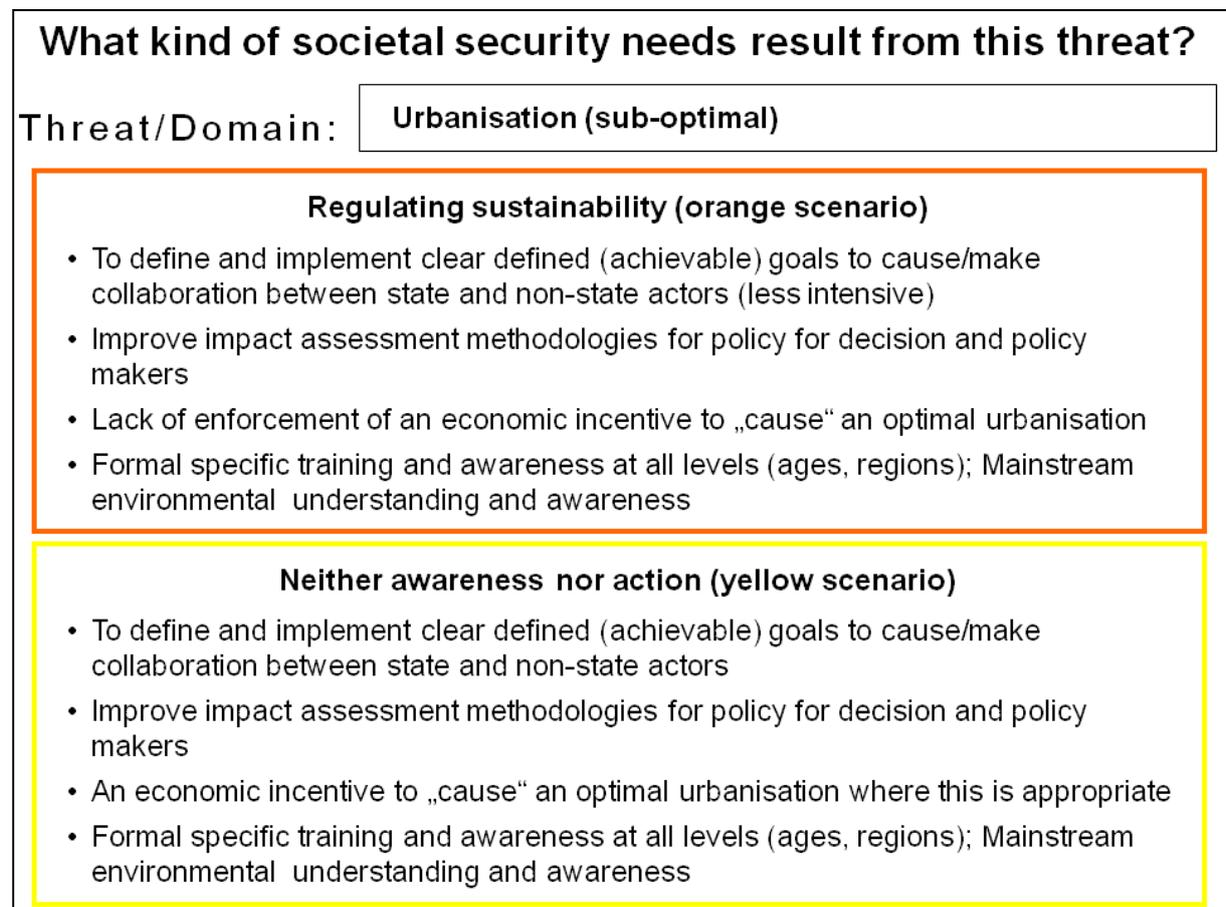 What kind of societal security needs result from this threat?
Threat/Domain:
Urbanisation (sub-optimal)
Regulating sustainability (orange scenario)
• To define and implement clear defined (achievable) goals to cause/make
collaboration between state and non-state actors (less intensive)
• Improve impact assessment methodologies for policy for decision and policy
makers
• Lack of enforcement of an economic incentive to „cause“ an optimal urbanisation
• Formal specific training and awareness at all levels (ages, regions); Mainstream
environmental understanding and awareness
Neither awareness nor action (yellow scenario)
• To define and implement clear defined (achievable) goals to cause/make
collaboration between state and non-state actors
• Improve impact assessment methodologies for policy for decision and policy
makers
• An economic incentive to „cause“ an optimal urbanisation where this is appropriate
• Formal specific training and awareness at all levels (ages, regions); Mainstream
environmental understanding and awareness